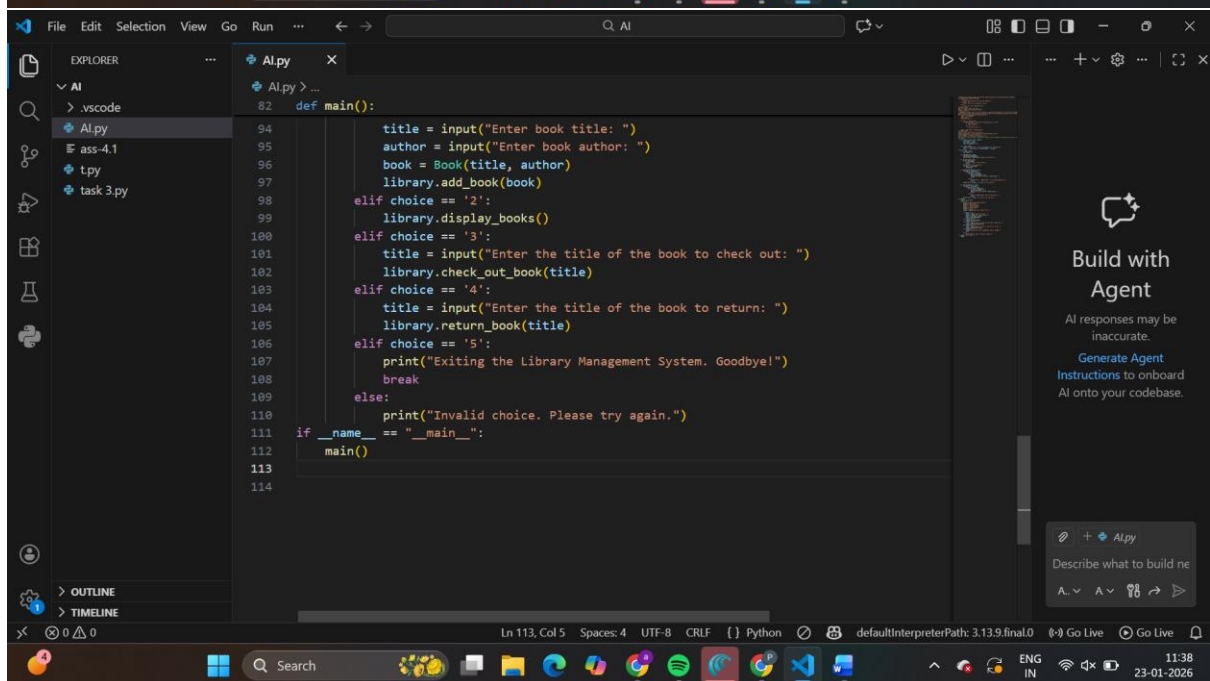 File Edit Selection View Go Run ··· AI
EXPLORER ···
AI
.vscode
AI.py
ass-4.1
t.py
task 3.py
OUTLINE
TIMELINE
AI.py
AI.py > ...
82 def main():
94 title = input("Enter book title: ")
95 author = input("Enter book author: ")
96 book = Book(title, author)
97 library.add_book(book)
98 elif choice == '2':
99 library.display_books()
100 elif choice == '3':
101 title = input("Enter the title of the book to check out: ")
102 library.check_out_book(title)
103 elif choice == '4':
104 title = input("Enter the title of the book to return: ")
105 library.return_book(title)
106 elif choice == '5':
107 print("Exiting the Library Management System. Goodbye!")
108 break
109 else:
110 print("Invalid choice. Please try again.")
111 if __name__ == "__main__":
112 main()
113
114
Build with
Agent
AI responses may be
inaccurate.
Generate Agent
Instructions to onboard
AI onto your codebase.
AI.py
Describe what to build ne
A.. A
1
0 0 Ln 113, Col 5 Spaces: 4 UTF-8 CRLF { } Python defaultInterpreterPath: 3.13.9.final.0 Go Live Go Live
4 Search ENG 11:38
IN 23-01-2026